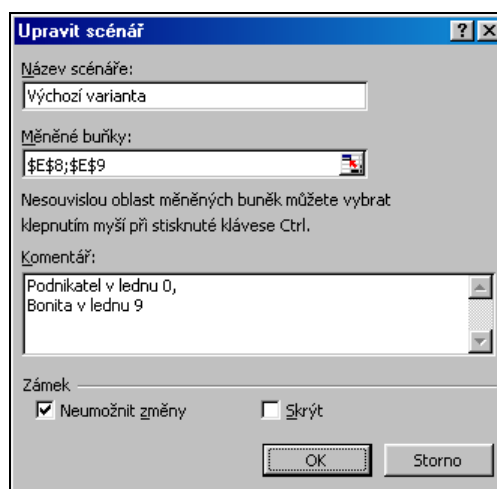 Upravit scénář
Název scénáře:
Výchozí varianta
Měněné buňky:
$E$8;$E$9
Nesouvislou oblast měněných buněk můžete vybrat
klepnutím myší při stisknuté klávese Ctrl.
Komentář:
Podnikatel v lednu 0,
Bonita v lednu 9
Zámek
Neumožnit změny
Skrýt
OK
Storno